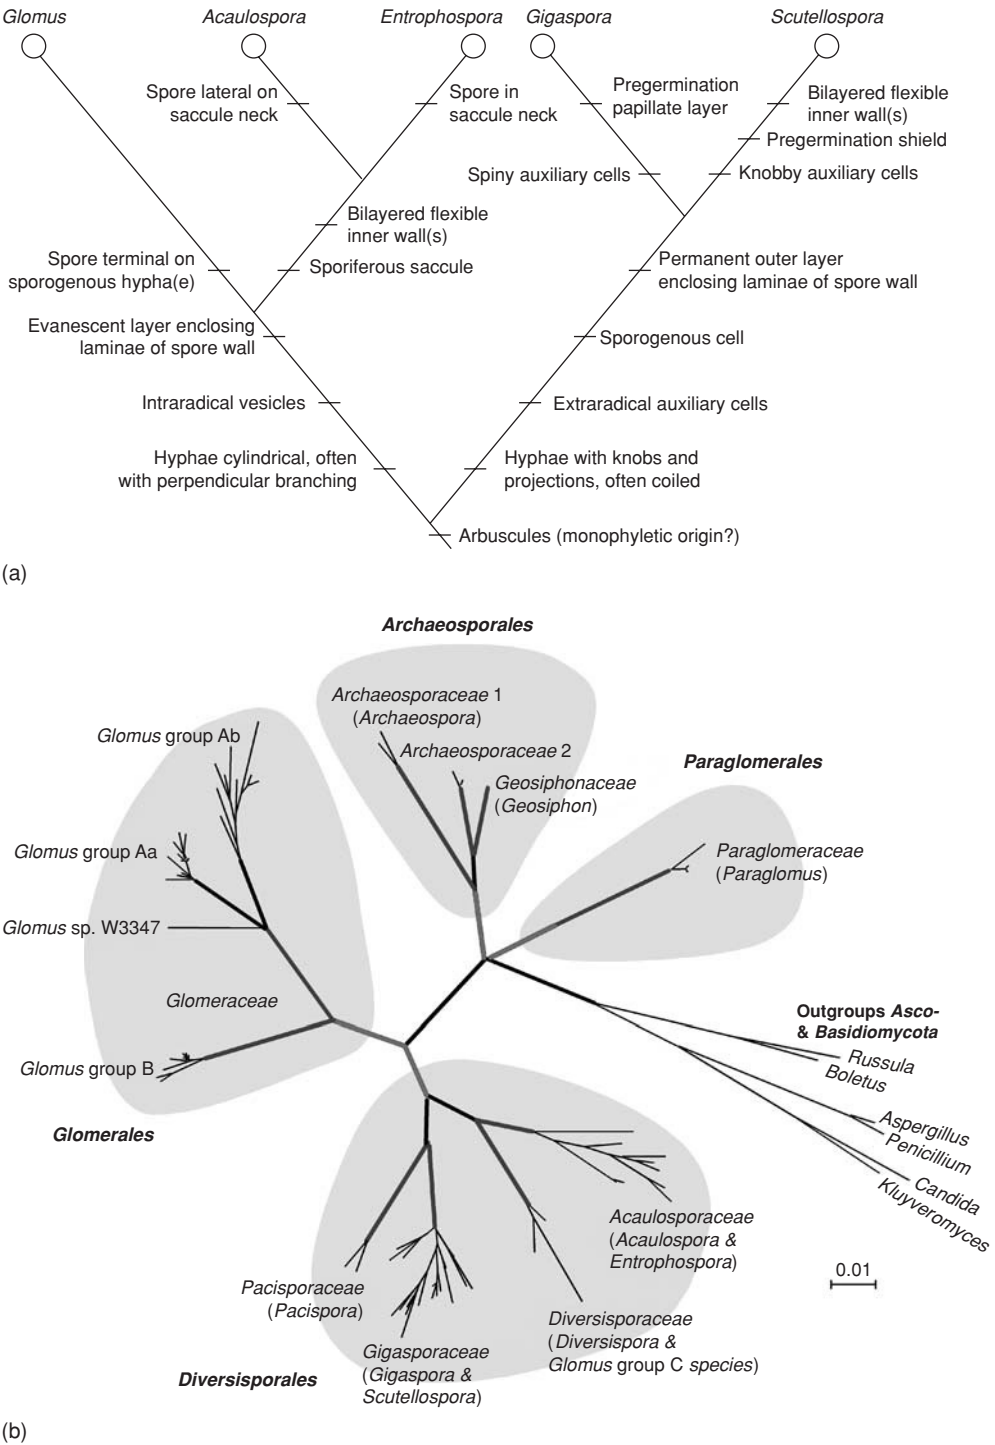 Glomus
Acaulospora
Entrophospora
Gigaspora
Scutellospora
Spore lateral on
saccule neck
Spore in
saccule neck
Pregermination
papillate layer
Bilayered flexible
inner wall(s)
Pregermination shield
Spiny auxiliary cells
Knobby auxiliary cells
Bilayered flexible
inner wall(s)
Spore terminal on
sporogenous hypha(e)
Sporiferous saccule
Permanent outer layer
enclosing laminae of spore wall
Evanescent layer enclosing
laminae of spore wall
Sporogenous cell
Intraradical vesicles
Extraradical auxiliary cells
Hyphae cylindrical, often
with perpendicular branching
Hyphae with knobs and
projections, often coiled
Arbuscules (monophyletic origin?)
(a)
Archaeosporales
Archaeosporaceae 1
(Archaeospora)
Archaeosporaceae 2
Geosiphonaceae
(Geosiphon)
Paraglomerales
Paraglomeraceae
(Paraglomus)
Glomus group Ab
Glomus group Aa
Glomus sp. W3347
Glomeraceae
Glomus group B
Glomerales
Outgroups Asco-
& Basidiomycota
Russula
Boletus
Aspergillus
Penicillium
Candida
Kluyveromyces
0.01
Acaulosporaceae
(Acaulospora &
Entrophospora)
Pacisporaceae
(Pacispora)
Diversisporaceae
(Diversispora &
Glomus group C species)
Gigasporaceae
(Gigaspora &
Scutellospora)
Diversisporales
(b)